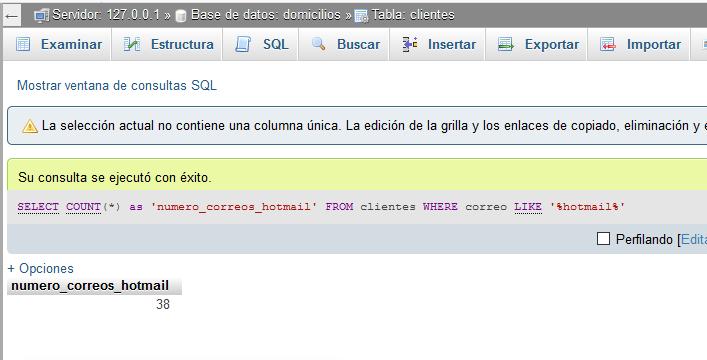 ← Servidor: 127.0.0.1 » Base de datos: domicilios » Tabla: clientes
Examinar Estructura SQL Buscar Insertar Exportar Importar
Mostrar ventana de consultas SQL
La selección actual no contiene una columna única. La edición de la grilla y los enlaces de copiado, eliminación y e
Su consulta se ejecutó con éxito.
SELECT COUNT(*) as 'numero_correos_hotmail' FROM clientes WHERE correo LIKE '%hotmail%'
Perfilando [Edita
+ Opciones
numero_correos_hotmail
38